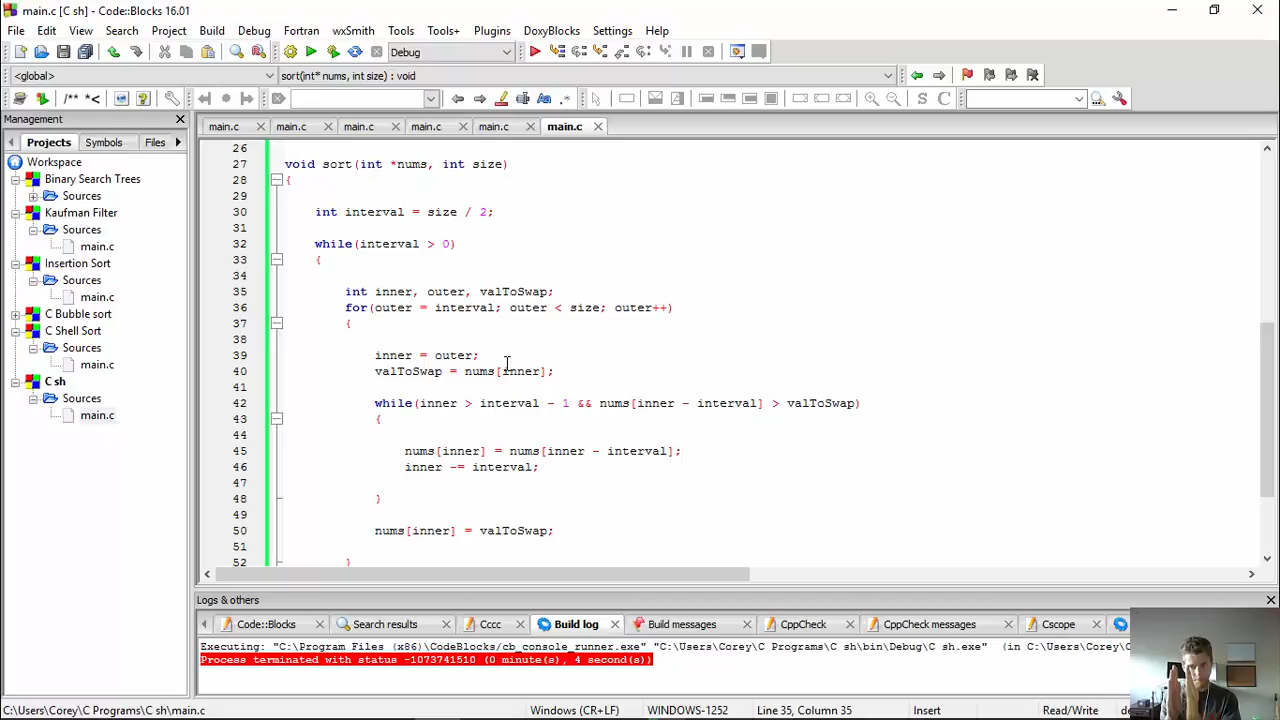 main.c [C sh] - Code::Blocks 16.01
File Edit View Search Project Build Debug Fortran wxSmith Tools Tools+ Plugins DoxyBlocks Settings Help
Debug
<global> sort(int* nums, int size) : void
/** *<
S C
Management
Projects Symbols Files
main.c main.c main.c main.c main.c main.c
Workspace
Binary Search Trees
Sources
Kaufman Filter
Sources
main.c
Insertion Sort
Sources
main.c
C Bubble sort
C Shell Sort
Sources
main.c
C sh
Sources
main.c
26
27 void sort(int *nums, int size)
28 {
29
30 int interval = size / 2;
31
32 while(interval > 0)
33 {
34
35 int inner, outer, valToSwap;
36 for(outer = interval; outer < size; outer++)
37 {
38
39 inner = outer;
40 valToSwap = nums[inner];
41
42 while(inner > interval - 1 && nums[inner - interval] > valToSwap)
43 {
44
45 nums[inner] = nums[inner - interval];
46 inner -= interval;
47
48 }
49
50 nums[inner] = valToSwap;
51
52 }
Logs & others
Code::Blocks Search results Cccc Build log Build messages CppCheck CppCheck messages Cscope
Executing: "C:\Program Files (x86)\CodeBlocks/cb_console_runner.exe" "C:\Users\Corey\C Programs\C sh\bin\Debug\C sh.exe" (in C:\Users\Corey\C
Process terminated with status -1073741510 (0 minute(s), 4 second(s))
C:\Users\Corey\C Programs\C sh\main.c Windows (CR+LF) WINDOWS-1252 Line 35, Column 35 Insert Read/Write de